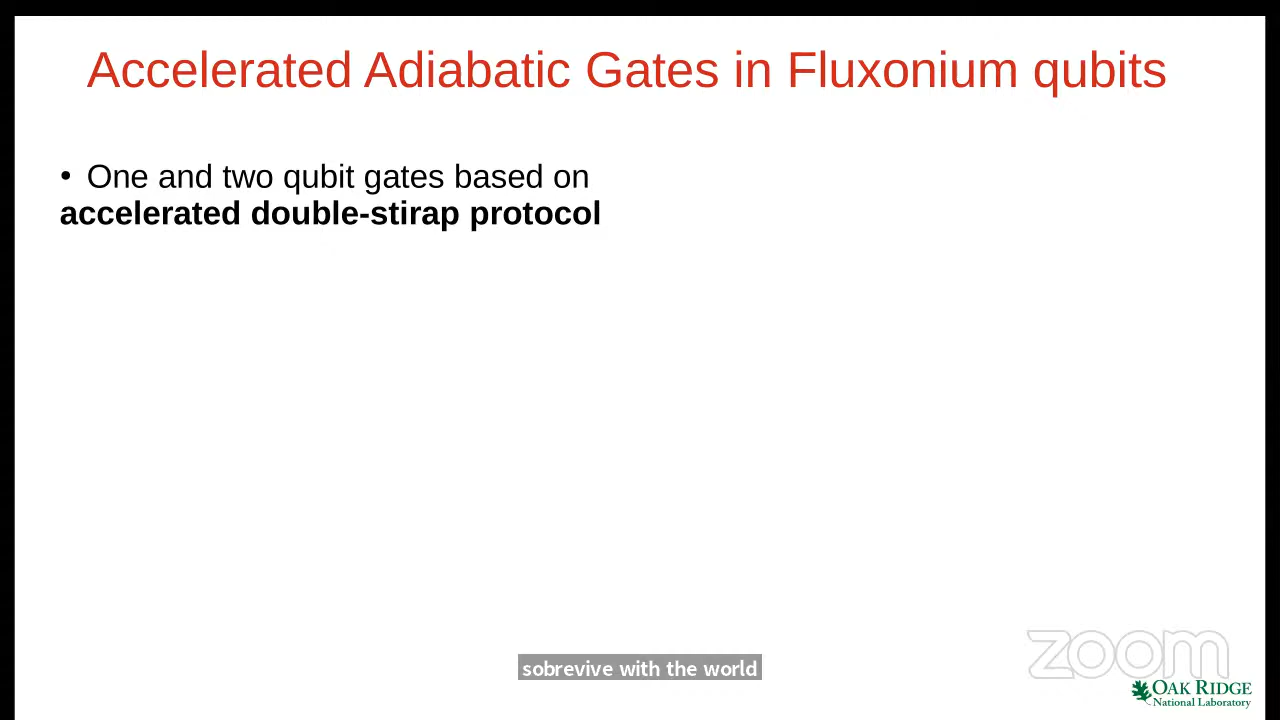 Accelerated Adiabatic Gates in Fluxonium qubits
• One and two qubit gates based on
accelerated double-stirap protocol
sobrevive with the world
zoom
OAK RIDGE
National Laboratory